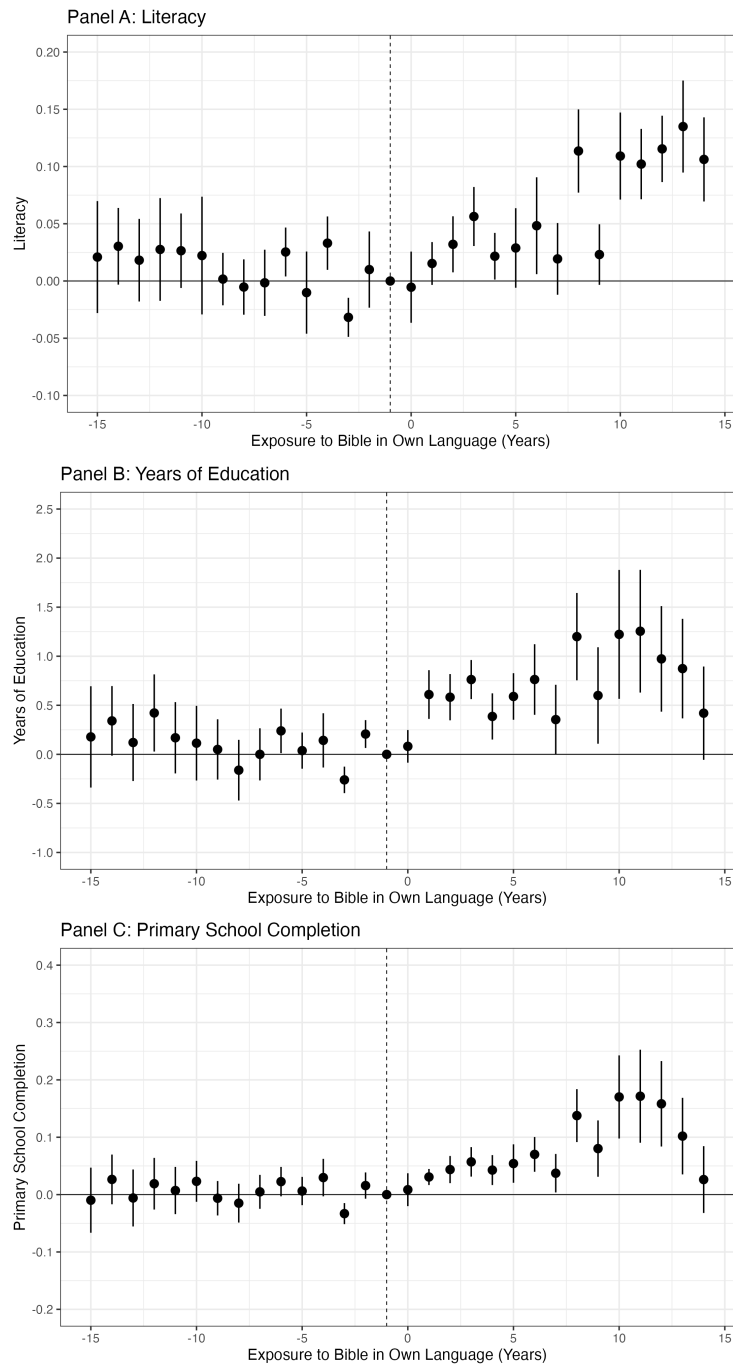 Panel A: Literacy
0.20
0.15
0.10
0.05
0.00
-0.05
-0.10
Literacy
-15 -10 -5 0 5 10 15
Exposure to Bible in Own Language (Years)
Panel B: Years of Education
2.5
2.0
1.5
1.0
0.5
0.0
-0.5
-1.0
Years of Education
-15 -10 -5 0 5 10 15
Exposure to Bible in Own Language (Years)
Panel C: Primary School Completion
0.4
0.3
0.2
0.1
0.0
-0.1
-0.2
Primary School Completion
-15 -10 -5 0 5 10 15
Exposure to Bible in Own Language (Years)